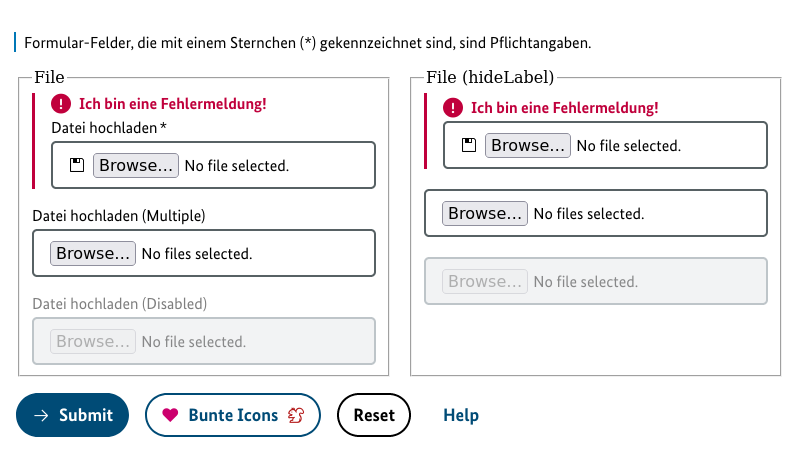 Formular-Felder, die mit einem Sternchen (*) gekennzeichnet sind, sind Pflichtangaben.
File
Ich bin eine Fehlermeldung!
Datei hochladen*
Browse... No file selected.
Datei hochladen (Multiple)
Browse... No files selected.
Datei hochladen (Disabled)
Browse... No file selected.
File (hideLabel)
Ich bin eine Fehlermeldung!
Browse... No file selected.
Browse... No files selected.
Browse... No file selected.
Submit
Bunte Icons
Reset
Help